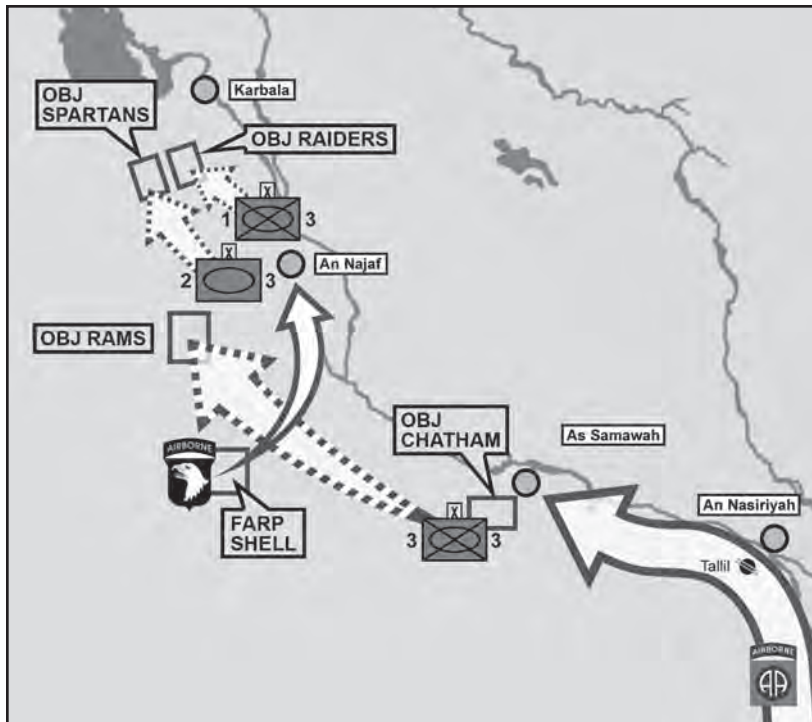 Karbala
OBJ
SPARTANS
OBJ RAIDERS
X
1 3
X
2 3
An Najaf
OBJ RAMS
OBJ
CHATHAM
As Samawah
AIRBORNE
FARP
SHELL
X
3 3
An Nasiriyah
Tallil
AIRBORNE
AA